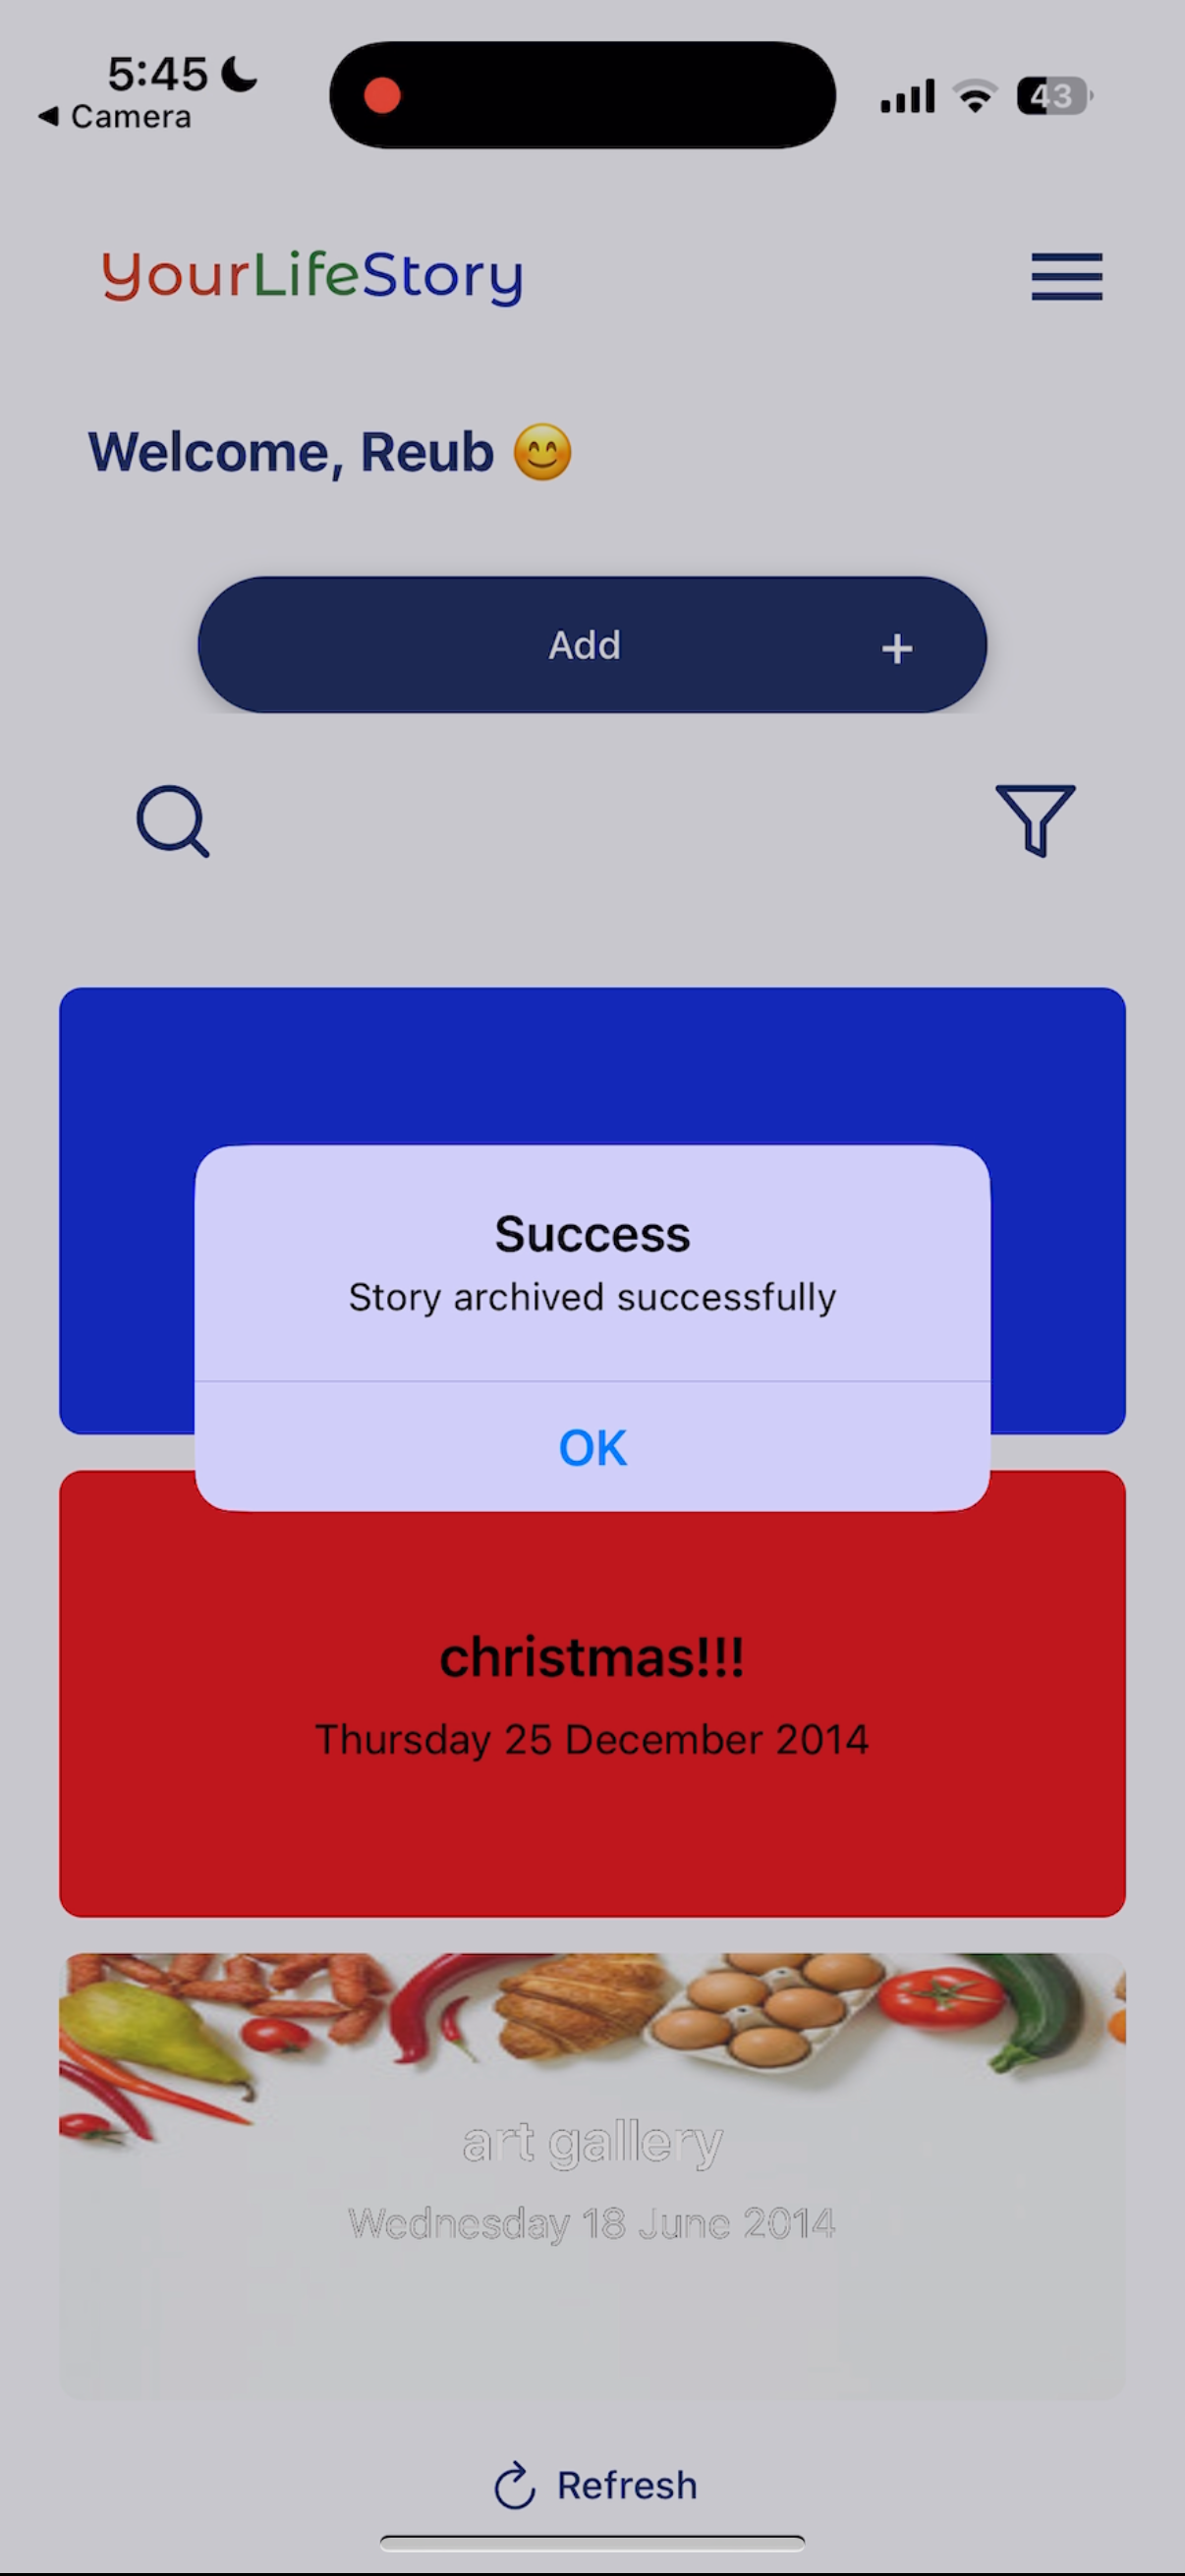 5:45
Camera
43
YourLifeStory
Welcome, Reub 😊
Add +
Success
Story archived successfully
OK
christmas!!!
Thursday 25 December 2014
art gallery
Wednesday 18 June 2014
Refresh